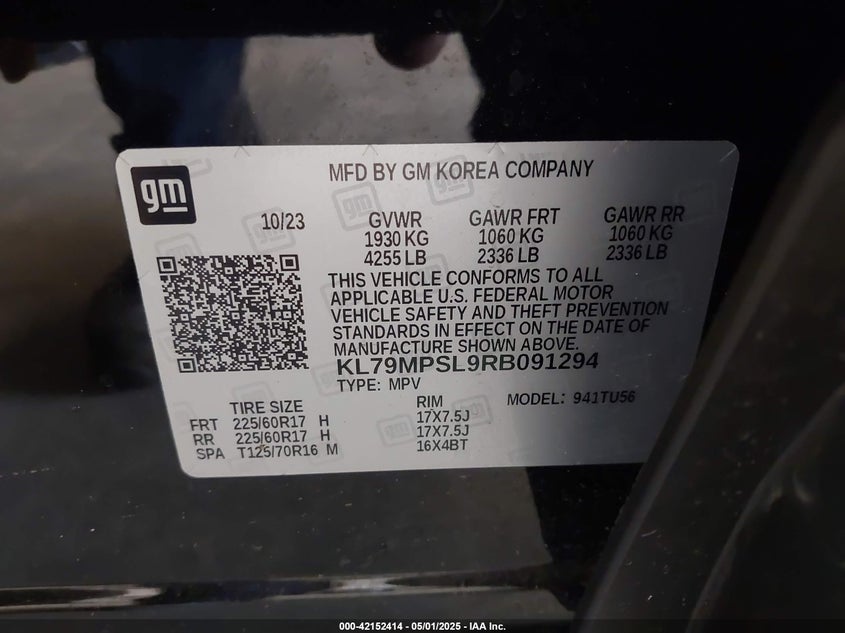 gm
MFD BY GM KOREA COMPANY
10/23 GVWR GAWR FRT GAWR RR
1930 KG 1060 KG 1060 KG
4255 LB 2336 LB 2336 LB
THIS VEHICLE CONFORMS TO ALL
APPLICABLE U.S. FEDERAL MOTOR
VEHICLE SAFETY AND THEFT PREVENTION
STANDARDS IN EFFECT ON THE DATE OF
MANUFACTURE SHOWN ABOVE.
KL79MPSL9RB091294
TYPE: MPV
TIRE SIZE RIM MODEL: 941TU56
FRT 225/60R17 H 17X7.5J
RR 225/60R17 H 17X7.5J
SPA T125/70R16 M 16X4BT
000-42152414 — 05/01/2025 — IAA Inc.